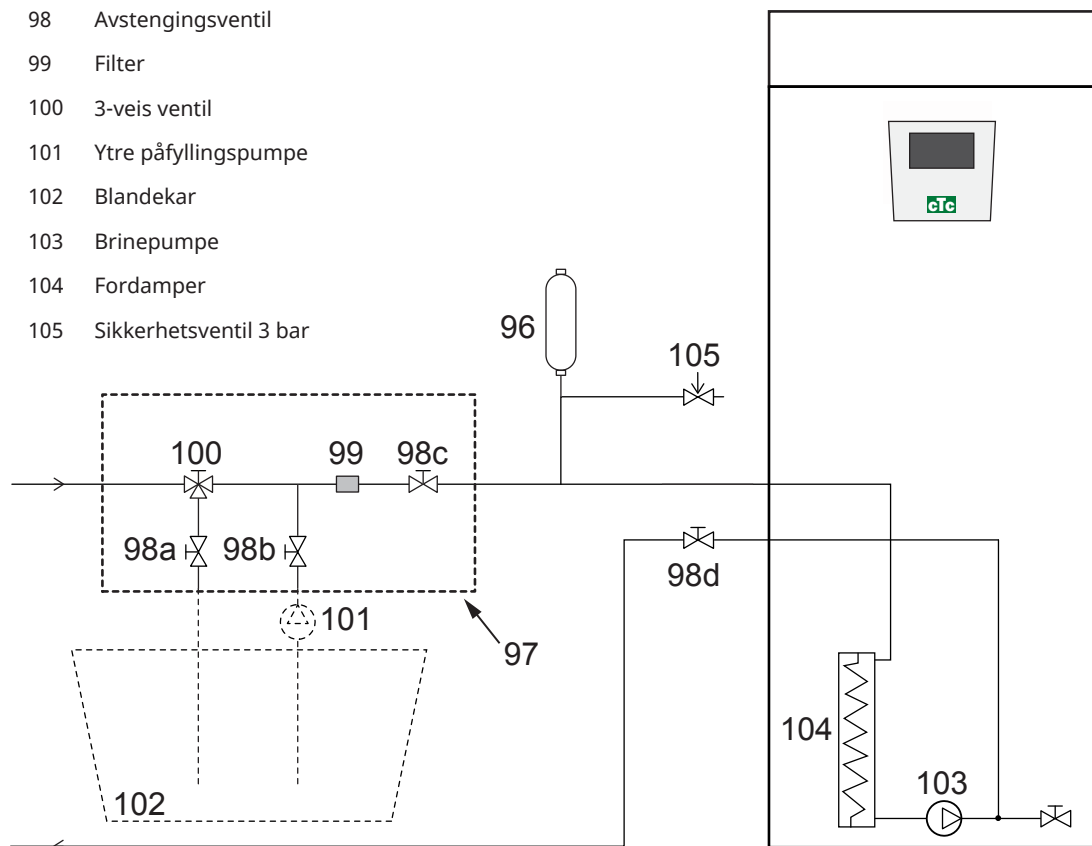 98 Avstengingsventil
99 Filter
100 3-veis ventil
101 Ytre påfyllingspumpe
102 Blandekar
103 Brinepumpe
104 Fordamper
105 Sikkerhetsventil 3 bar
cTc
96
105
100
99
98c
98a
98b
98d
101
97
104
103
102